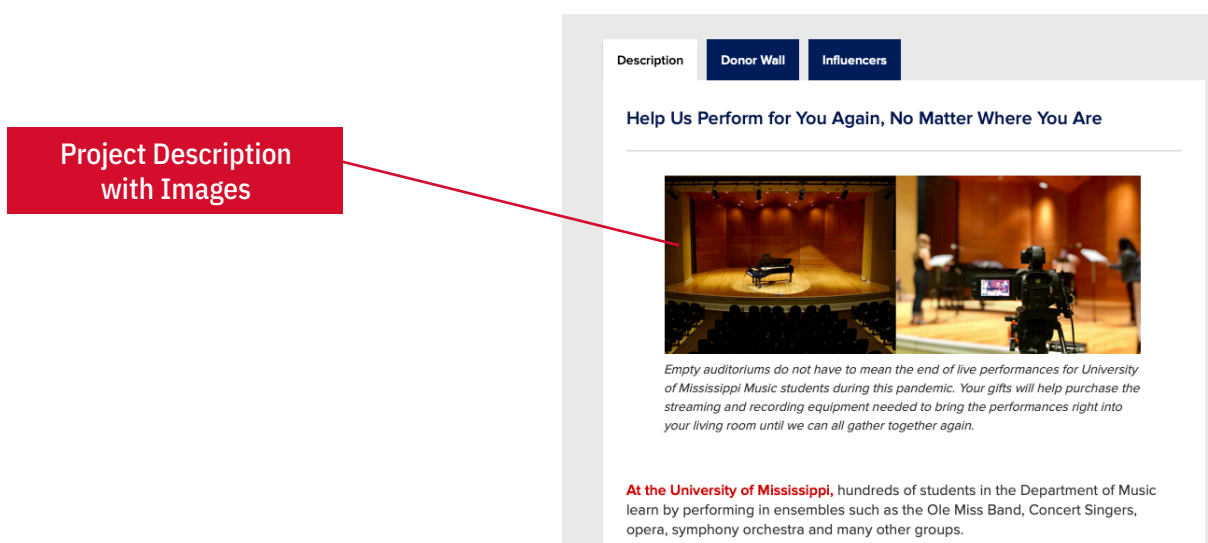 Description
Donor Wall
Influencers
Help Us Perform for You Again, No Matter Where You Are
Project Description
with Images
Empty auditoriums do not have to mean the end of live performances for University
of Mississippi Music students during this pandemic. Your gifts will help purchase the
streaming and recording equipment needed to bring the performances right into
your living room until we can all gather together again.
At the University of Mississippi, hundreds of students in the Department of Music
learn by performing in ensembles such as the Ole Miss Band, Concert Singers,
opera, symphony orchestra and many other groups.